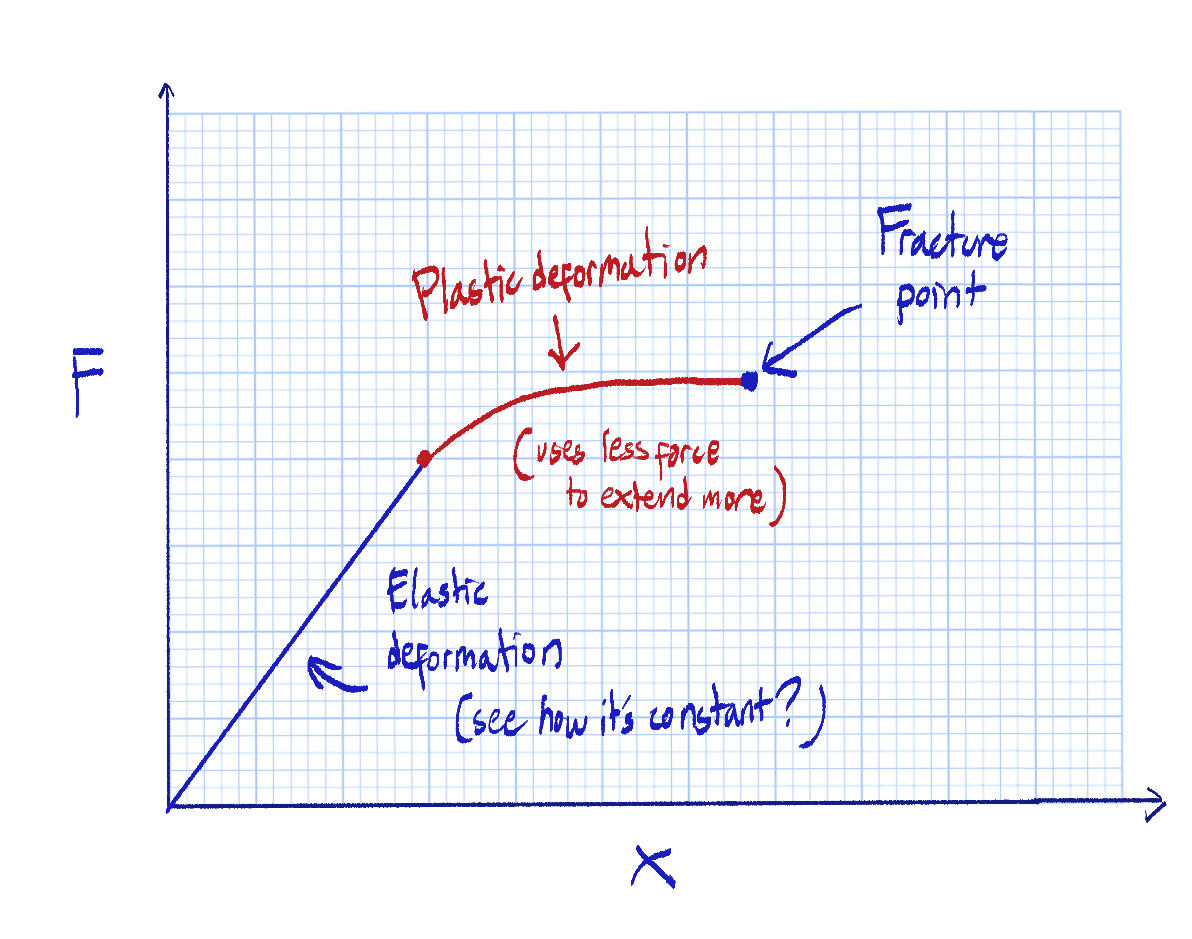 Fracture
point
Plastic deformation
F
(uses less force
to extend more)
Elastic
deformation
(see how it's constant?)
x